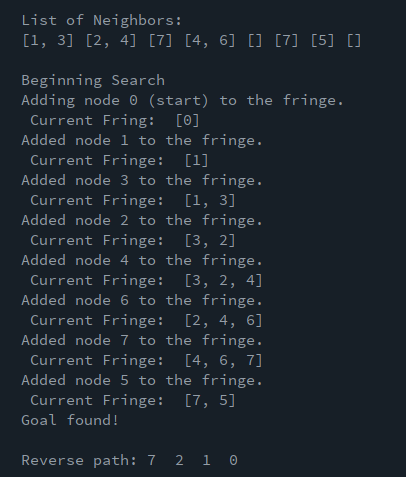 List of Neighbors:
[1, 3] [2, 4] [7] [4, 6] [] [7] [5] []
Beginning Search
Adding node 0 (start) to the fringe.
Current Fring: [0]
Added node 1 to the fringe.
Current Fringe: [1]
Added node 3 to the fringe.
Current Fringe: [1, 3]
Added node 2 to the fringe.
Current Fringe: [3, 2]
Added node 4 to the fringe.
Current Fringe: [3, 2, 4]
Added node 6 to the fringe.
Current Fringe: [2, 4, 6]
Added node 7 to the fringe.
Current Fringe: [4, 6, 7]
Added node 5 to the fringe.
Current Fringe: [7, 5]
Goal found!
Reverse path: 7 2 1 0